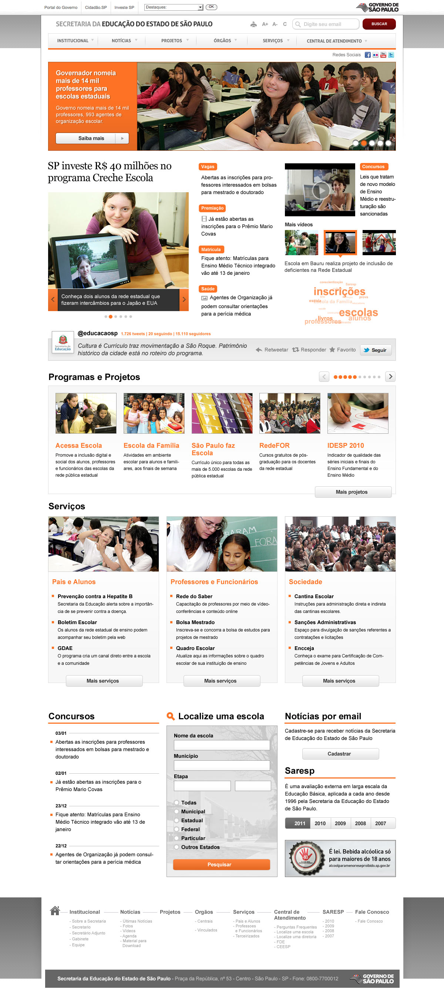 Portal do Governo
Cidadão.SP
Investe SP
Destaques:
OK
GOVERNO DE
SÃO PAULO
SECRETARIA DA EDUCAÇÃO DO ESTADO DE SÃO PAULO
A+ A- C
Digite seu email
BUSCAR
INSTITUCIONAL
NOTÍCIAS
PROJETOS
ÓRGÃOS
SERVIÇOS
CENTRAL DE ATENDIMENTO
Redes Sociais
Governador nomeia
mais de 14 mil
professores para
escolas estaduais
Governo nomeia mais de 14 mil
professores, 993 agentes de
organização escolar.
Saiba mais
SP investe R$ 40 milhões no
programa Creche Escola
Conheça dois alunos da rede estadual que
fizeram intercâmbios para o Japão e EUA
Vagas
Abertas as inscrições para pro-
fessores interessados em bolsas
para mestrado e doutorado
Premiação
Já estão abertas as
inscrições para o Prêmio Mario
Covas
Matricula
Fique atento: Matrículas para
Ensino Médio Técnico integrado
vão até 13 de janeiro
Saúde
Agentes de Organização já
podem consultar orientações
para a perícia médica
Concursos
Leis que tratam
de novo modelo
de Ensino
Médio e reestru-
turação são
sancionadas
Mais vídeos
Escola em Bauru realiza projeto de inclusão de
deficientes na Rede Estadual
conscientização
Saresp
inscrições
prova
escola
Escola da Família
escolas
livros
alunos
professores
@educacaosp
1.726 tweets | 20 seguindo | 15.110 seguidores
Secretaria da
Educação
Cultura é Currículo traz movimentação a São Roque. Patrimônio
histórico da cidade está no roteiro do programa.
Retweetar
Responder
Favorito
Seguir
Programas e Projetos
Acessa Escola
Promove a inclusão digital e
social dos alunos, professores
e funcionários das escolas da
rede pública estadual
Escola da Família
Atividades em ambiente
escolar para alunos e famili-
ares, aos finais de semana
São Paulo faz
Escola
Currículo único para todas as
mais de 5.000 escolas da rede
pública estadual
RedeFOR
Cursos gratuitos de pós-
graduação para os docentes
da rede estadual
IDESP 2010
Indicador de qualidade das
séries iniciais e finais do
Ensino Fundamental e do
Ensino Médio
Mais projetos
Serviços
BARAM
FORA
Pais e Alunos
Prevenção contra a Hepatite B
Secretaria da Educação alerta sobre a importân-
cia de se prevenir contra a doença.
Boletim Escolar
Os alunos da rede estadual de ensino podem
acompanhar seu boletim pela web
GDAE
O programa cria um canal direto entre a escola
e a comunidade
Mais serviços
Professores e Funcionários
Rede do Saber
Capacitação de professores por meio de vídeo-
conferências e conteúdo online
Bolsa Mestrado
Inscreva-se e concorra a bolsa de estudos para
projetos de mestrado
Quadro Escolar
Atualize aqui as informações sobre o quadro
escolar de sua instituição de ensino
Mais serviços
Sociedade
Cantina Escolar
Instruções para administração direta e indireta
das cantinas escolares.
Sanções Administrativas
Espaço para divulgação de sanções referentes a
contratações e licitações
Encceja
Conheça o exame para Certificação de Com-
petências de Jovens e Adultos
Mais serviços
Concursos
03/01
Abertas as inscrições para professores
interessados em bolsas para mestrado e
doutorado
02/01
Já estão abertas as inscrições para o
Prêmio Mario Covas
23/12
Fique atento: Matrículas para Ensino
Médio Técnico integrado vão até 13 de
janeiro
22/12
Agentes de Organização já podem consul-
tar orientações para a perícia médica
Localize uma escola
Nome da escola
Município
Etapa
Todas
Municipal
Estadual
Federal
Particular
Outros Estados
Pesquisar
Notícias por email
Cadastre-se para receber notícias da Secretaria
de Educação do Estado de São Paulo
Cadastrar
Saresp
É uma avaliação externa em larga escala da
Educação Básica, aplicada a cada ano desde
1996 pela Secretaria da Educação do Estado
de São Paulo.
2011 2010 2009 2008 2007
-18
É lei. Bebida alcóolica só
para maiores de 18 anos
alcoolparamenoreseproibido.sp.gov.br
Institucional
- Sobre a Secretaria
- Secretario
- Secretário Adjunto
- Gabinete
- Equipe
Notícias
- Últimas Notícias
- Fotos
- Vídeos
- Agenda
- Material para
Download
Projetos
Orgãos
- Centrais
- Vinculados
Serviços
- Pais e Alunos
- Professoes
e Funcionários
- Terceirizados
Central de
Atendimento
- Perguntas Frequentes
- Localize uma escola
- Localize uma diretoria
- FDE
- CEESP
SARESP
- 2010
- 2009
- 2008
- 2007
Fale Conosco
- Fale Conosco
Secretaria da Educação do Estado de São Paulo - Praça da República, nº 53 - Centro - São Paulo - SP - Fone: 0800-7700012
GOVERNO DE
SÃO PAULO